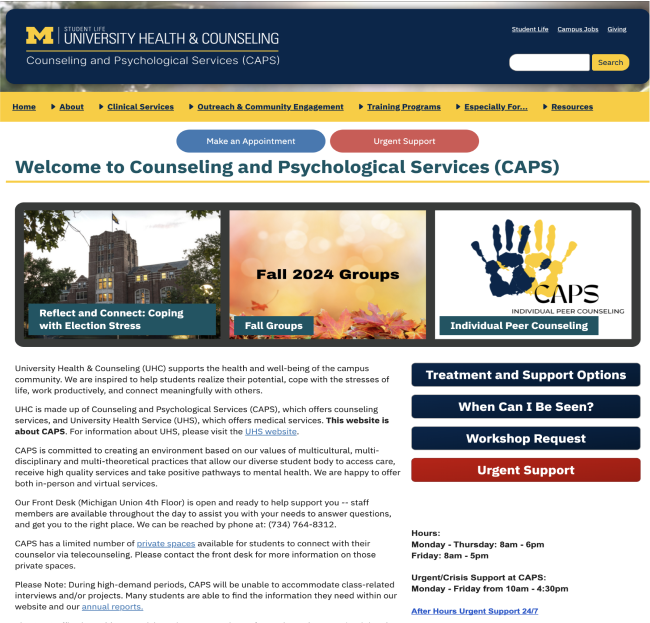 STUDENT LIFE
M UNIVERSITY HEALTH & COUNSELING
Counseling and Psychological Services (CAPS)
Student Life Campus Jobs Giving
Search
Home About Clinical Services Outreach & Community Engagement Training Programs Especially For... Resources
Make an Appointment Urgent Support
Welcome to Counseling and Psychological Services (CAPS)
Reflect and Connect: Coping
with Election Stress
Fall 2024 Groups
Fall Groups
CAPS
INDIVIDUAL PEER COUNSELING
Individual Peer Counseling
University Health & Counseling (UHC) supports the health and well-being of the campus
community. We are inspired to help students realize their potential, cope with the stresses of
life, work productively, and connect meaningfully with others.
UHC is made up of Counseling and Psychological Services (CAPS), which offers counseling
services, and University Health Service (UHS), which offers medical services. This website is
about CAPS. For information about UHS, please visit the UHS website.
CAPS is committed to creating an environment based on our values of multicultural, multi-
disciplinary and multi-theoretical practices that allow our diverse student body to access care,
receive high quality services and take positive pathways to mental health. We are happy to offer
both in-person and virtual services.
Our Front Desk (Michigan Union 4th Floor) is open and ready to help support you -- staff
members are available throughout the day to assist you with your needs to answer questions,
and get you to the right place. We can be reached by phone at: (734) 764-8312.
CAPS has a limited number of private spaces available for students to connect with their
counselor via telecounseling. Please contact the front desk for more information on those
private spaces.
Please Note: During high-demand periods, CAPS will be unable to accommodate class-related
interviews and/or projects. Many students are able to find the information they need within our
website and our annual reports.
Treatment and Support Options
When Can I Be Seen?
Workshop Request
Urgent Support
Hours:
Monday - Thursday: 8am - 6pm
Friday: 8am - 5pm
Urgent/Crisis Support at CAPS:
Monday - Friday from 10am - 4:30pm
After Hours Urgent Support 24/7